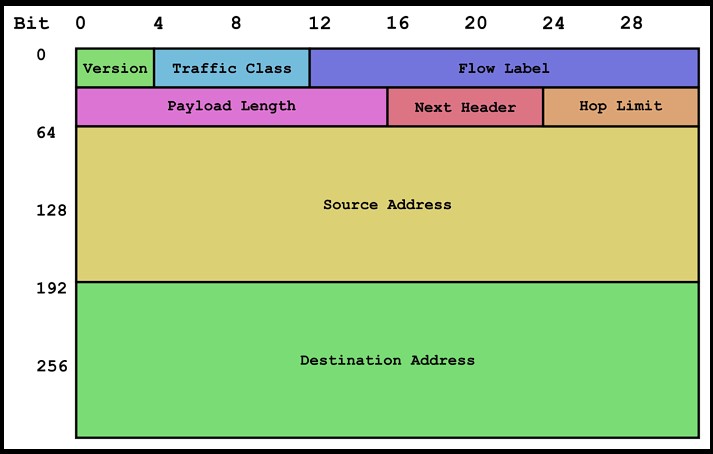 Bit 0 4 8 12 16 20 24 28
0 Version Traffic Class Flow Label
Payload Length Next Header Hop Limit
64
Source Address
128
192
Destination Address
256